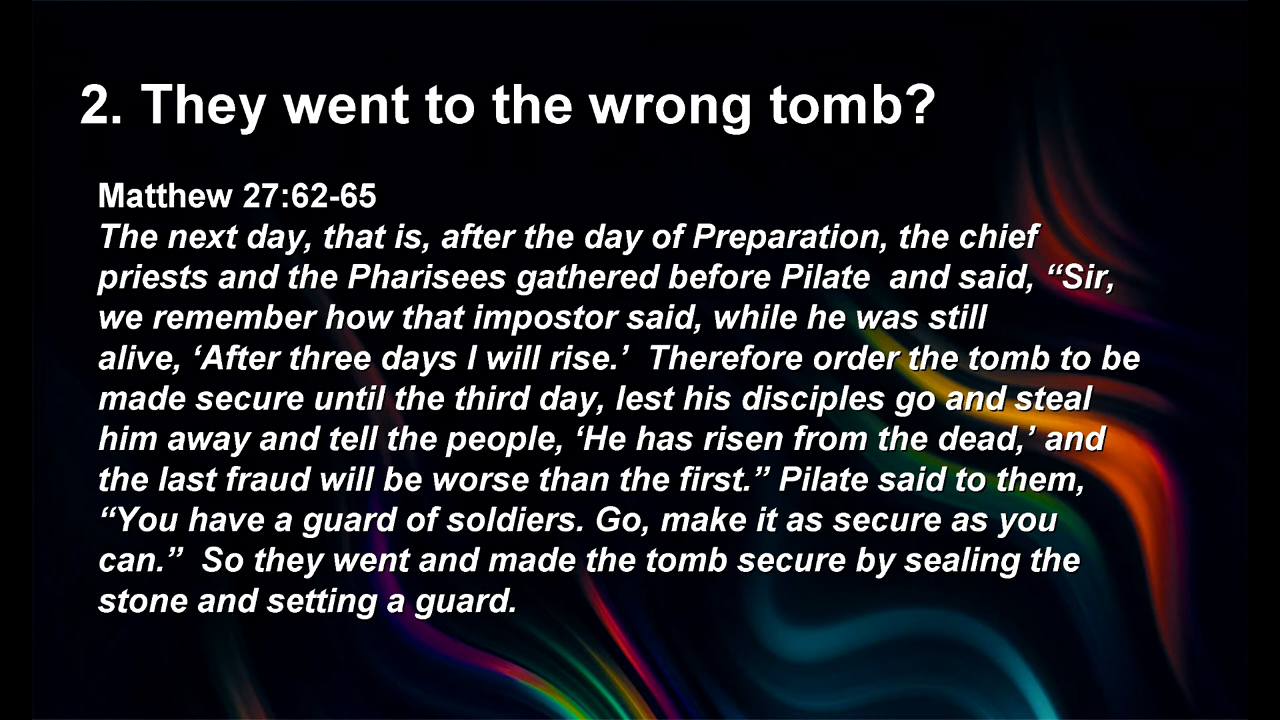 2. They went to the wrong tomb?
Matthew 27:62-65
The next day, that is, after the day of Preparation, the chief
priests and the Pharisees gathered before Pilate  and said, “Sir,
we remember how that impostor said, while he was still
alive, ‘After three days I will rise.’  Therefore order the tomb to be
made secure until the third day, lest his disciples go and steal
him away and tell the people, ‘He has risen from the dead,’ and
the last fraud will be worse than the first.” Pilate said to them,
“You have a guard of soldiers. Go, make it as secure as you
can.”  So they went and made the tomb secure by sealing the
stone and setting a guard.